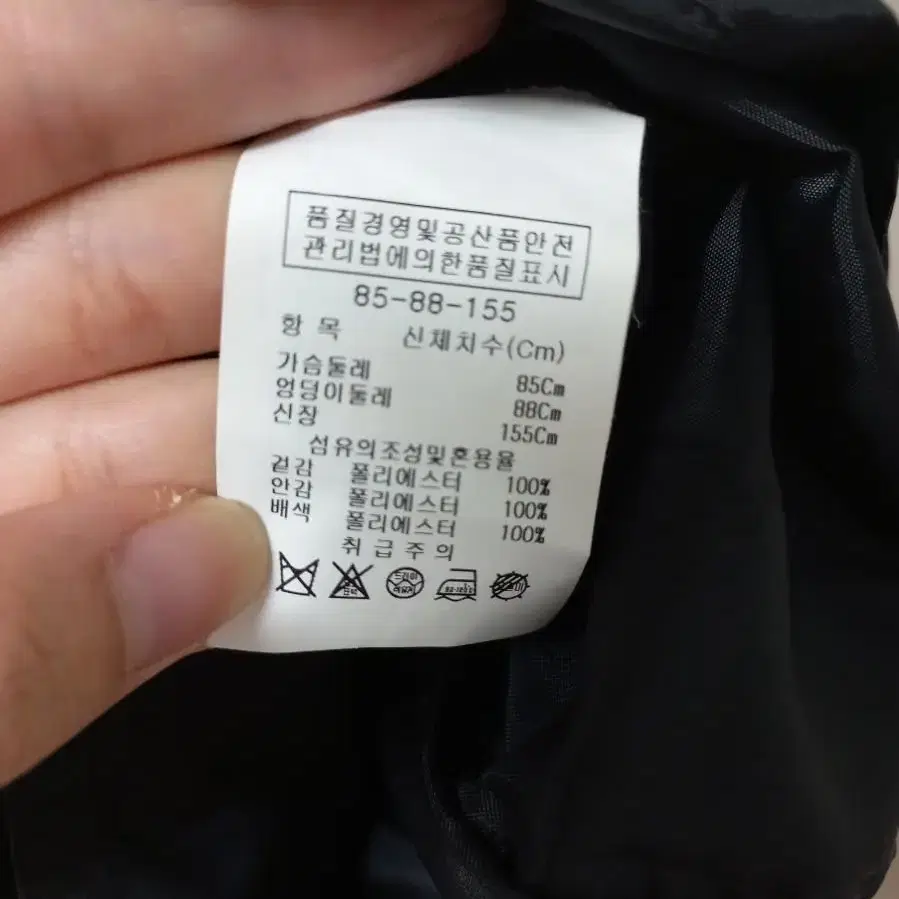 품질경영및공산품안전
관리법에의한품질표시
85-88-155
항 목 신체치수(Cm)
가슴둘레 85Cm
엉덩이둘레 88Cm
신장 155Cm
섬유의조성및혼용율
겉감 폴리에스터 100%
안감 폴리에스터 100%
배색 폴리에스터 100%
취 급 주 의
드라이